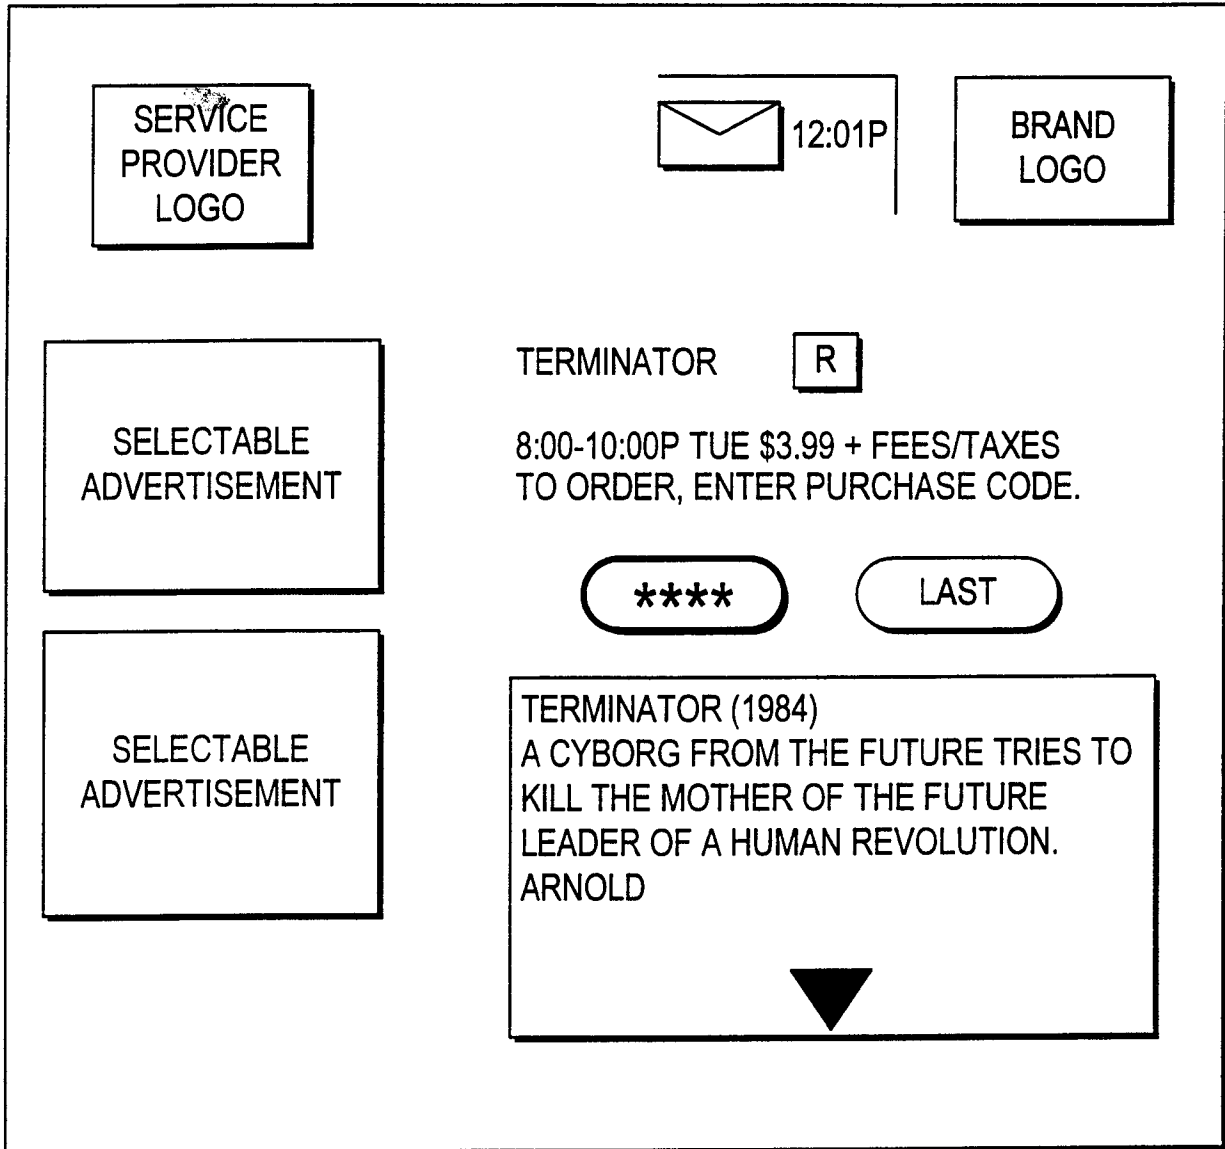 SERVICE
PROVIDER
LOGO
12:01P
BRAND
LOGO
SELECTABLE
ADVERTISEMENT
TERMINATOR R
8:00-10:00P TUE $3.99 + FEES/TAXES
TO ORDER, ENTER PURCHASE CODE.
**** LAST
SELECTABLE
ADVERTISEMENT
TERMINATOR (1984)
A CYBORG FROM THE FUTURE TRIES TO
KILL THE MOTHER OF THE FUTURE
LEADER OF A HUMAN REVOLUTION.
ARNOLD